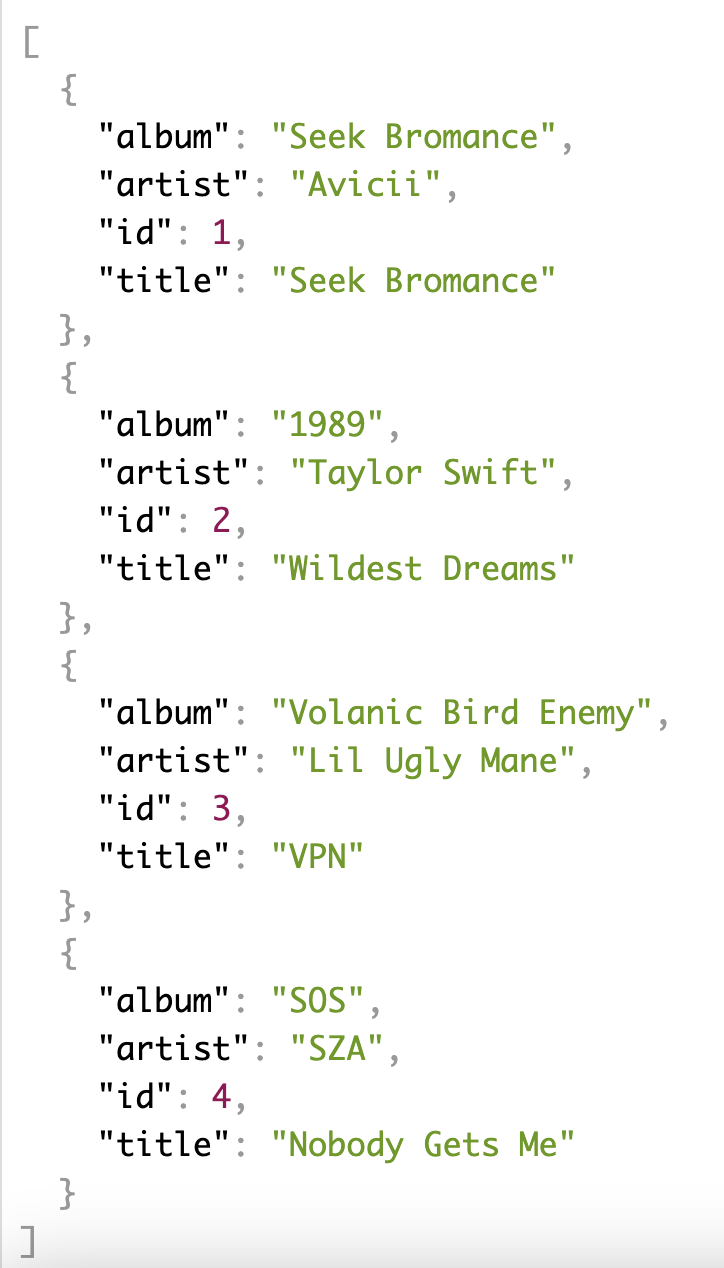 [
  {
    "album": "Seek Bromance",
    "artist": "Avicii",
    "id": 1,
    "title": "Seek Bromance"
  },
  {
    "album": "1989",
    "artist": "Taylor Swift",
    "id": 2,
    "title": "Wildest Dreams"
  },
  {
    "album": "Volanic Bird Enemy",
    "artist": "Lil Ugly Mane",
    "id": 3,
    "title": "VPN"
  },
  {
    "album": "SOS",
    "artist": "SZA",
    "id": 4,
    "title": "Nobody Gets Me"
  }
]